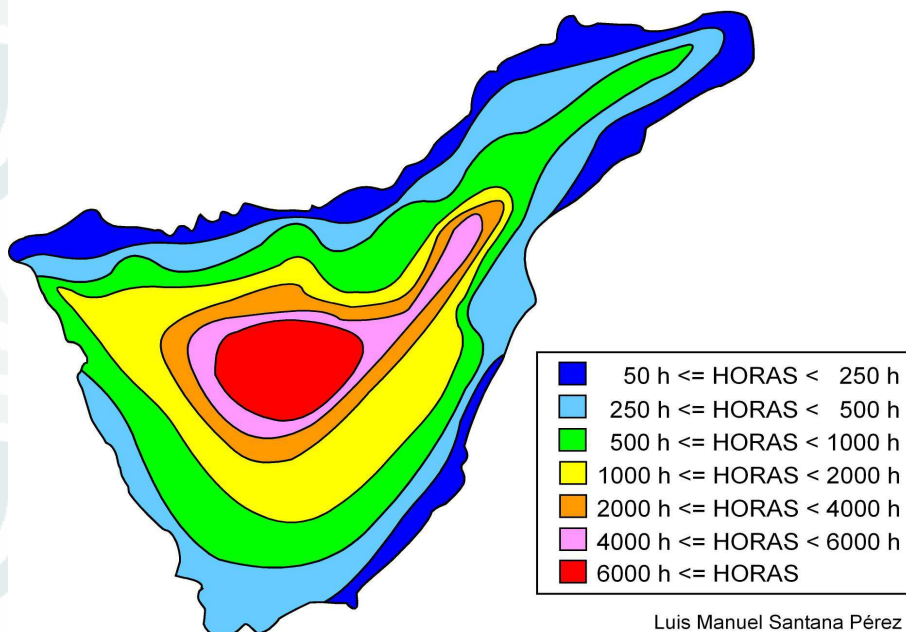 50 h <= HORAS < 250 h
250 h <= HORAS < 500 h
500 h <= HORAS < 1000 h
1000 h <= HORAS < 2000 h
2000 h <= HORAS < 4000 h
4000 h <= HORAS < 6000 h
6000 h <= HORAS
Luis Manuel Santana Pérez